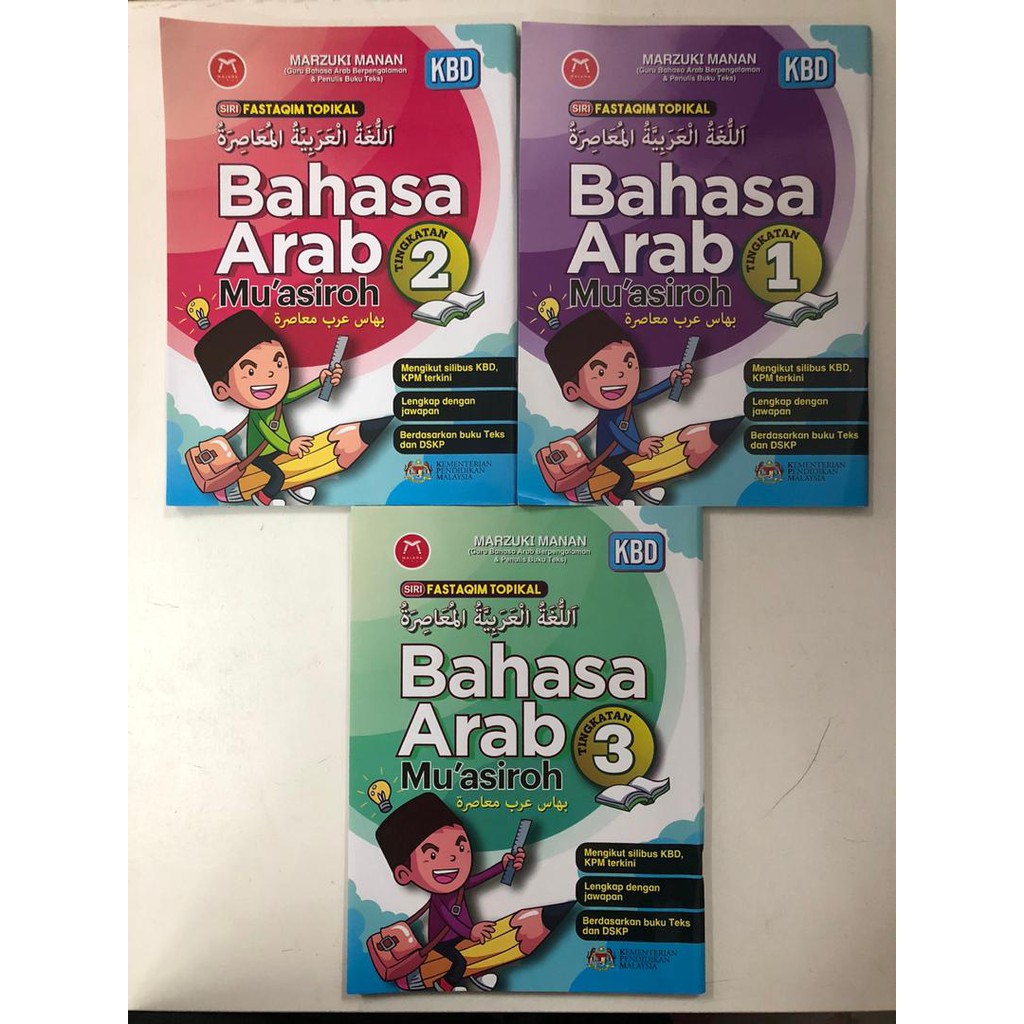 MARZUKI MANAN
(Guru Bahasa Arab Berpengalaman
& Penulis Buku Teks)
KBD
SIRI FASTAQIM TOPIKAL
اَللُّغَةُ الْعَرَبِيَّةُ الْمُعَاصِرَةُ
Bahasa
Arab
TINGKATAN
2
Mu'asiroh
بهاس عرب معاصرة
Mengikut silibus KBD,
KPM terkini
Lengkap dengan
jawapan
Berdasarkan buku Teks
dan DSKP
KEMENTERIAN
PENDIDIKAN
MALAYSIA
MARZUKI MANAN
(Guru Bahasa Arab Berpengalaman
& Penulis Buku Teks)
KBD
SIRI FASTAQIM TOPIKAL
اَللُّغَةُ الْعَرَبِيَّةُ الْمُعَاصِرَةُ
Bahasa
Arab
TINGKATAN
1
Mu'asiroh
بهاس عرب معاصرة
Mengikut silibus KBD,
KPM terkini
Lengkap dengan
jawapan
Berdasarkan buku Teks
dan DSKP
KEMENTERIAN
PENDIDIKAN
MALAYSIA
MARZUKI MANAN
(Guru Bahasa Arab Berpengalaman
& Penulis Buku Teks)
KBD
SIRI FASTAQIM TOPIKAL
اَللُّغَةُ الْعَرَبِيَّةُ الْمُعَاصِرَةُ
Bahasa
Arab
TINGKATAN
3
Mu'asiroh
بهاس عرب معاصرة
Mengikut silibus KBD,
KPM terkini
Lengkap dengan
jawapan
Berdasarkan buku Teks
dan DSKP
KEMENTERIAN
PENDIDIKAN
MALAYSIA